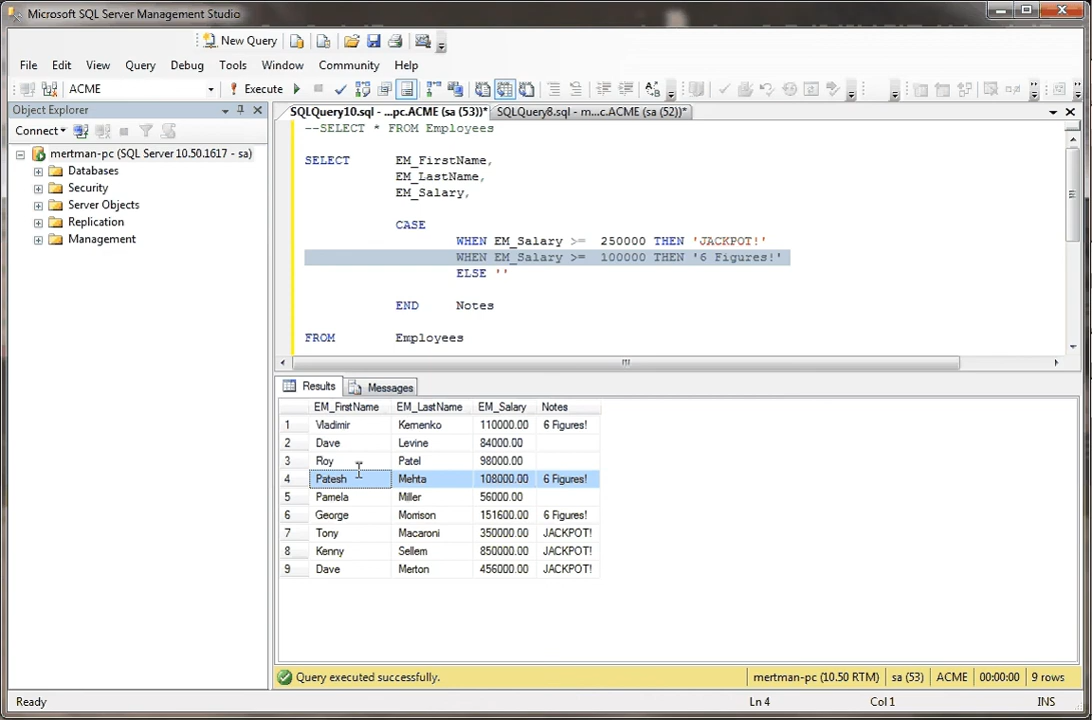 Microsoft SQL Server Management Studio
New Query
File Edit View Query Debug Tools Window Community Help
ACME Execute
Object Explorer
Connect
mertman-pc (SQL Server 10.50.1617 - sa)
Databases
Security
Server Objects
Replication
Management
SQLQuery10.sql - ...pc.ACME (sa (53))* SQLQuery8.sql - m...c.ACME (sa (52))*
--SELECT * FROM Employees
SELECT EM_FirstName,
EM_LastName,
EM_Salary,
CASE
WHEN EM_Salary >= 250000 THEN 'JACKPOT!'
WHEN EM_Salary >= 100000 THEN '6 Figures!'
ELSE ''
END Notes
FROM Employees
Results Messages
EM_FirstName EM_LastName EM_Salary Notes
1 Vladimir Kemenko 110000.00 6 Figures!
2 Dave Levine 84000.00
3 Roy Patel 98000.00
4 Patesh Mehta 108000.00 6 Figures!
5 Pamela Miller 56000.00
6 George Morrison 151600.00 6 Figures!
7 Tony Macaroni 350000.00 JACKPOT!
8 Kenny Sellem 850000.00 JACKPOT!
9 Dave Merton 456000.00 JACKPOT!
Query executed successfully. mertman-pc (10.50 RTM) sa (53) ACME 00:00:00 9 rows
Ready Ln 4 Col 1 INS